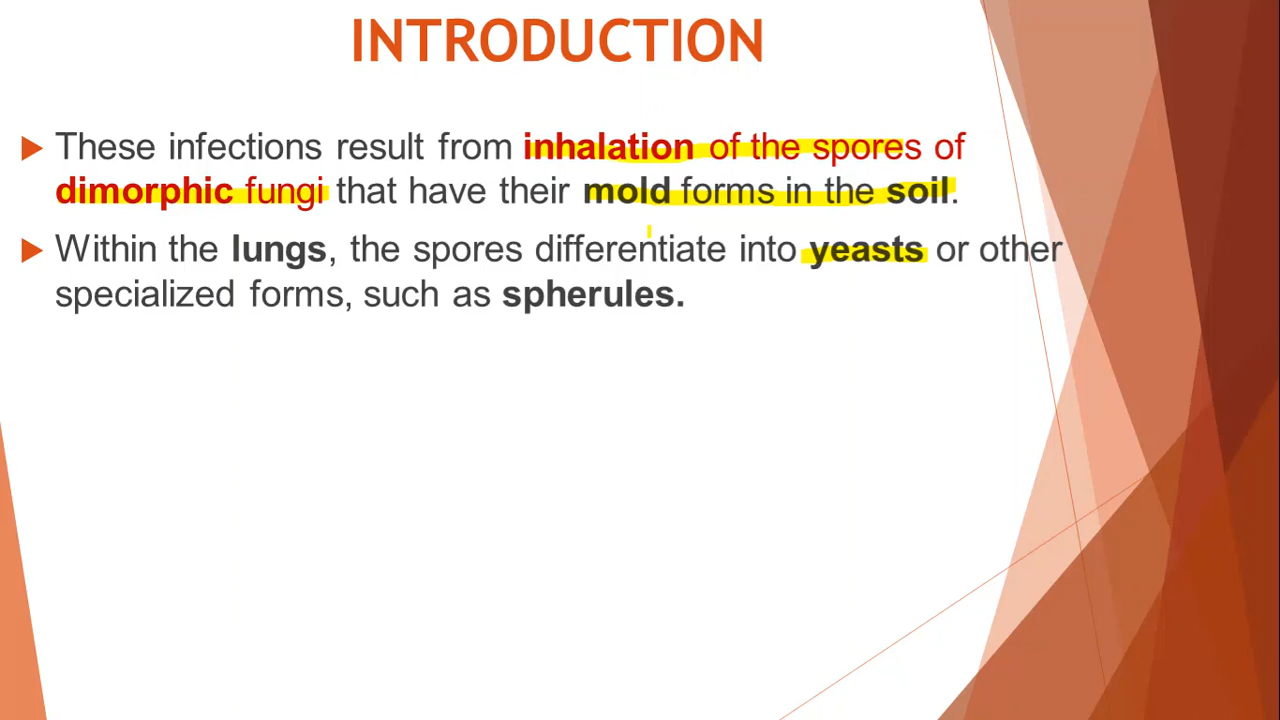 INTRODUCTION
These infections result from inhalation of the spores of
dimorphic fungi that have their mold forms in the soil.
Within the lungs, the spores differentiate into yeasts or other
specialized forms, such as spherules.